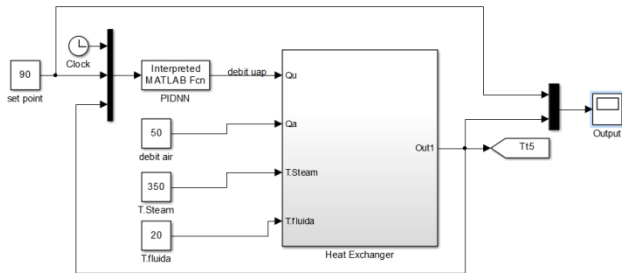 90
set point
Clock
Interpreted
MATLAB Fcn
PIDNN
debit uap
50
debit air
350
T.Steam
20
T.fluida
Qu
Qa
T.Steam
T.fluida
Out1
Heat Exchanger
Tt5
Output